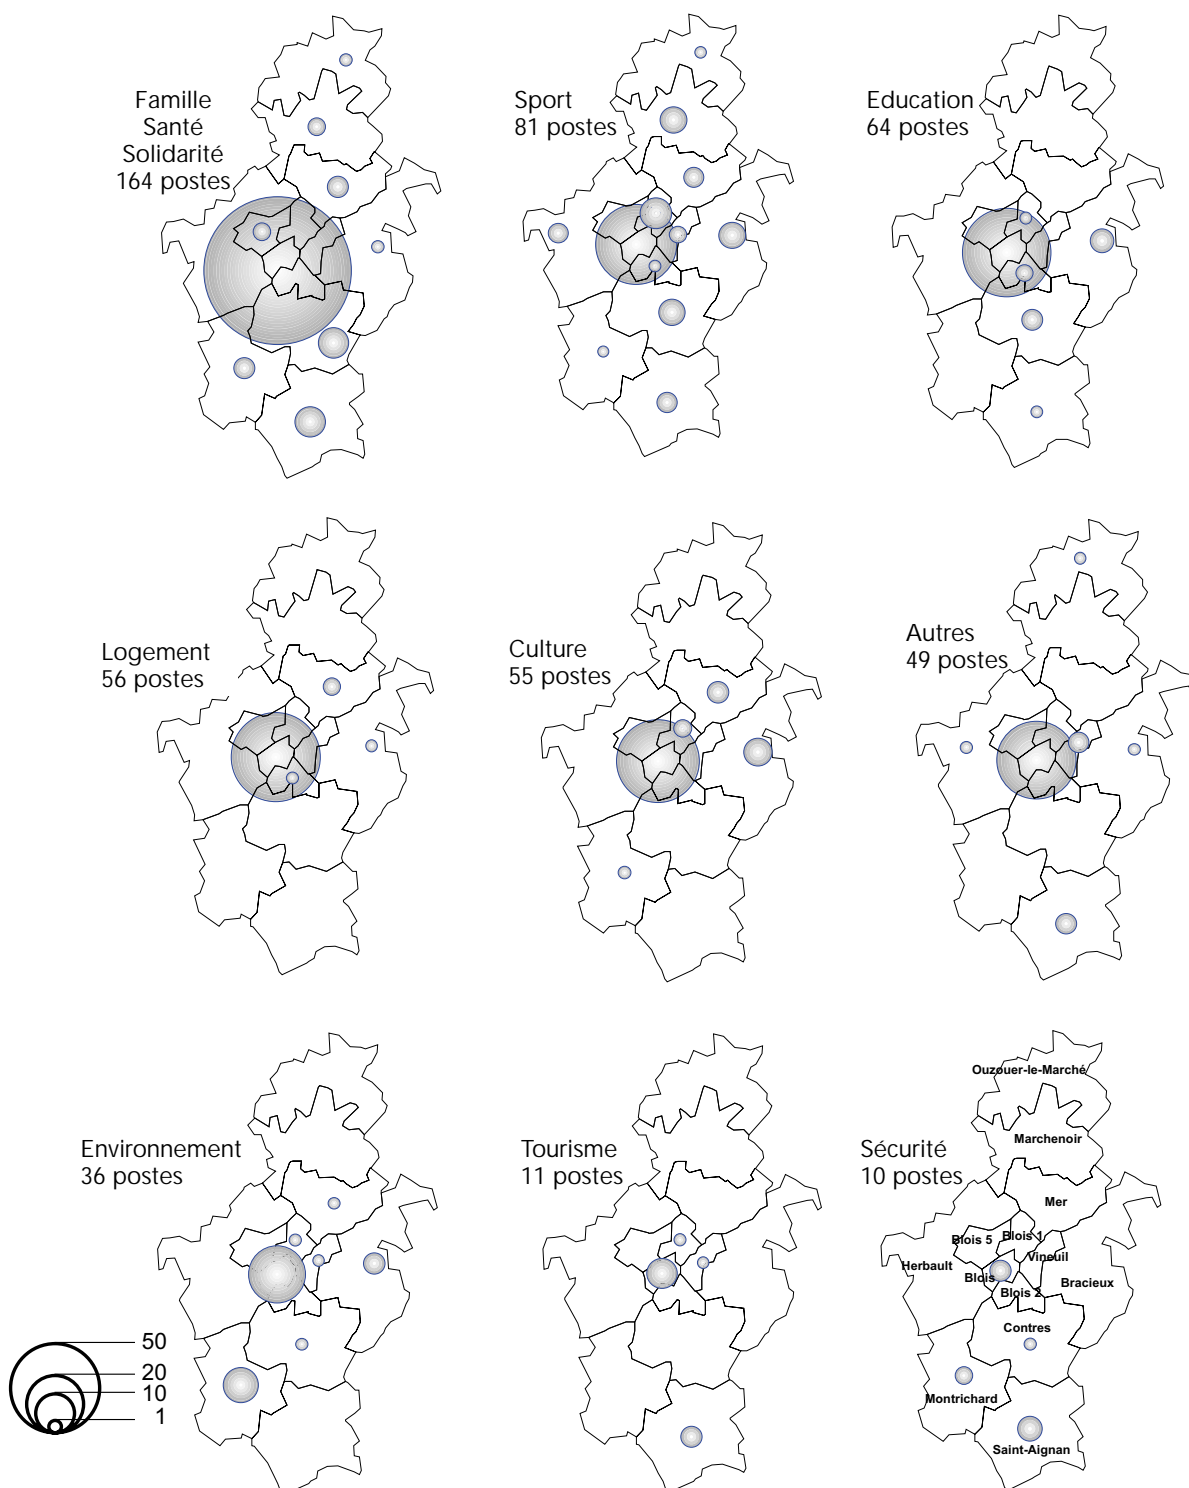 Famille
Santé
Solidarité
164 postes
Sport
81 postes
Education
64 postes
Logement
56 postes
Culture
55 postes
Autres
49 postes
Environnement
36 postes
Tourisme
11 postes
Sécurité
10 postes
Ouzouer-le-Marché
Marchenoir
Mer
Blois 5
Blois 1
Vineuil
Herbault
Blois
Bracieux
Blois 2
Contres
Montrichard
Saint-Aignan
50
20
10
1